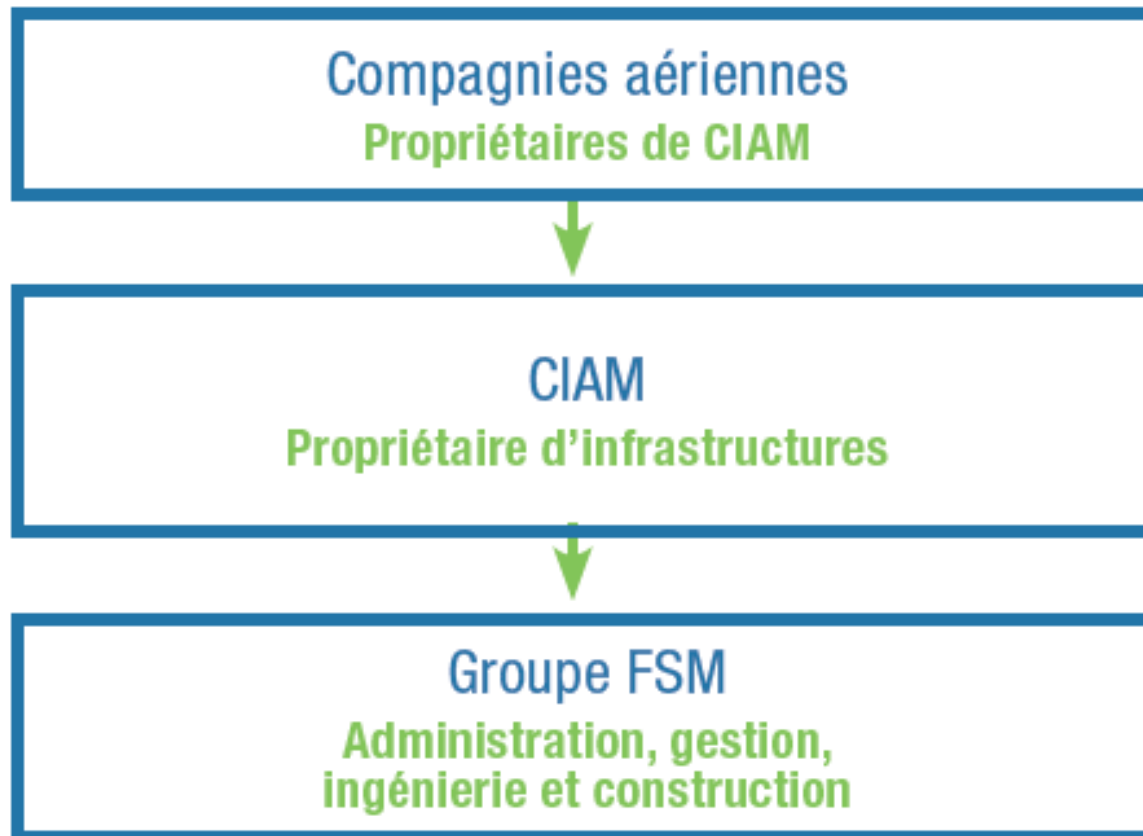 Compagnies aériennes
Propriétaires de CIAM
CIAM
Propriétaire d’infrastructures
Groupe FSM
Administration, gestion,
ingénierie et construction